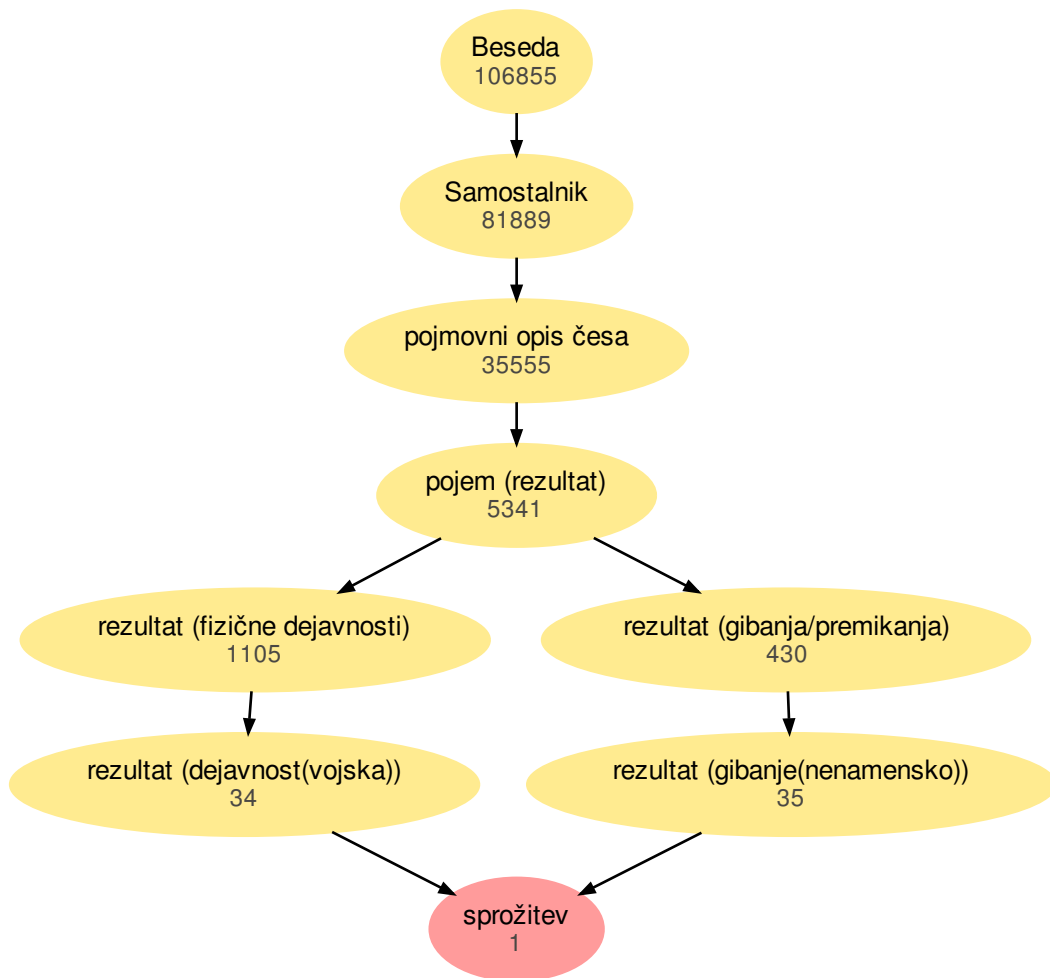 Beseda
106855
Samostalnik
81889
pojmovni opis česa
35555
pojem (rezultat)
5341
rezultat (fizične dejavnosti)
1105
rezultat (gibanja/premikanja)
430
rezultat (dejavnost(vojska))
34
rezultat (gibanje(nenamensko))
35
sprožitev
1